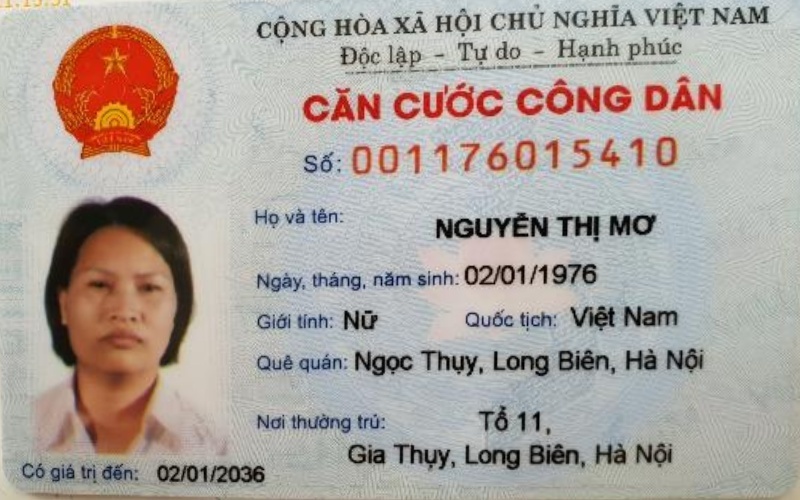 CỘNG HÒA XÃ HỘI CHỦ NGHĨA VIỆT NAM
Độc lập – Tự do – Hạnh phúc
CĂN CƯỚC CÔNG DÂN
Số: 001176015410
Họ và tên: NGUYỄN THỊ MƠ
Ngày, tháng, năm sinh: 02/01/1976
Giới tính: Nữ Quốc tịch: Việt Nam
Quê quán: Ngọc Thụy, Long Biên, Hà Nội
Nơi thường trú: Tổ 11,
Gia Thụy, Long Biên, Hà Nội
Có giá trị đến: 02/01/2036